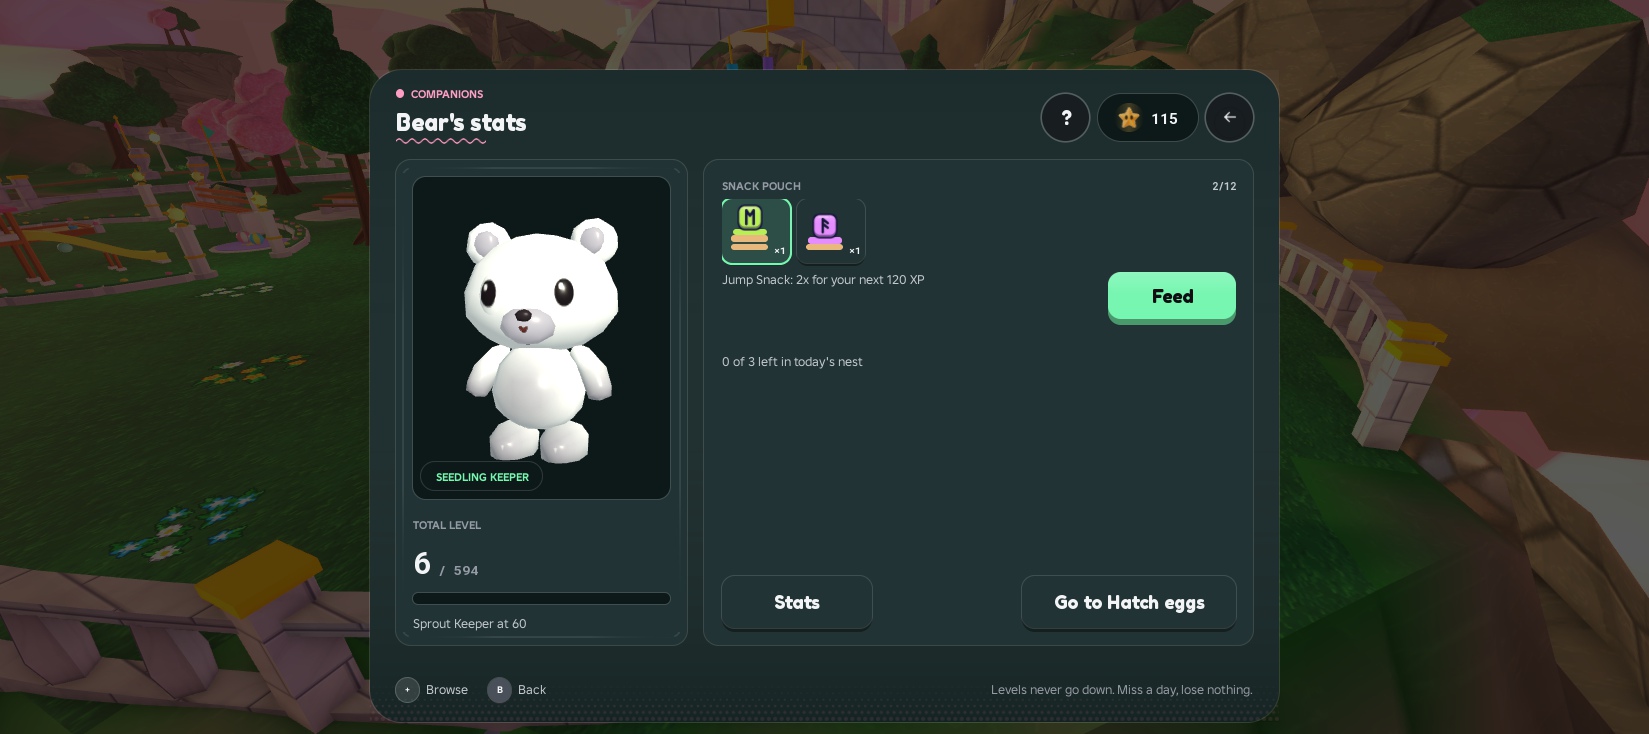 COMPANIONS
Bear's stats
?
115
SEEDLING KEEPER
TOTAL LEVEL
6 / 594
Sprout Keeper at 60
SNACK POUCH
2/12
M
×1
ᚨ
×1
Jump Snack: 2x for your next 120 XP
Feed
0 of 3 left in today's nest
Stats
Go to Hatch eggs
+ Browse
B Back
Levels never go down. Miss a day, lose nothing.